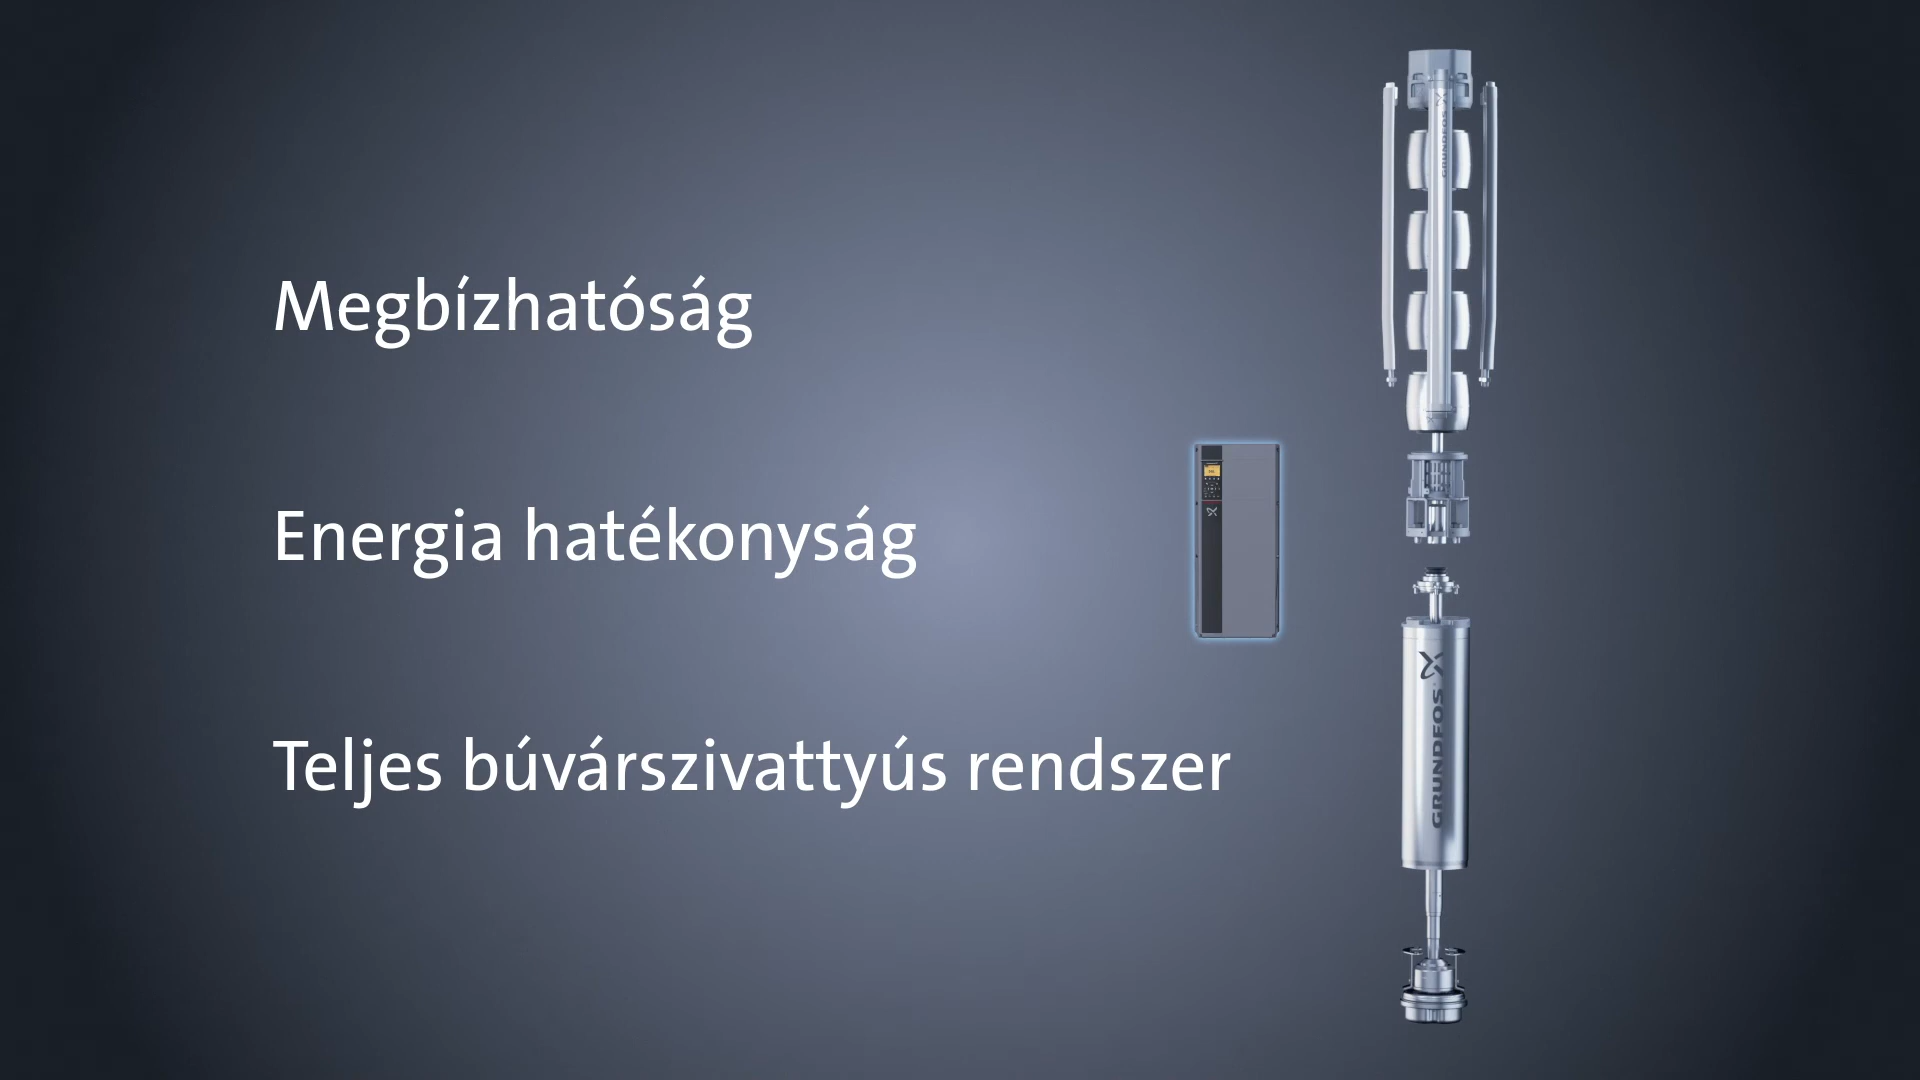 Megbízhatóság
Energia hatékonyság
Teljes búvárszivattyús rendszer
GRUNDFOS
GRUNDFOS